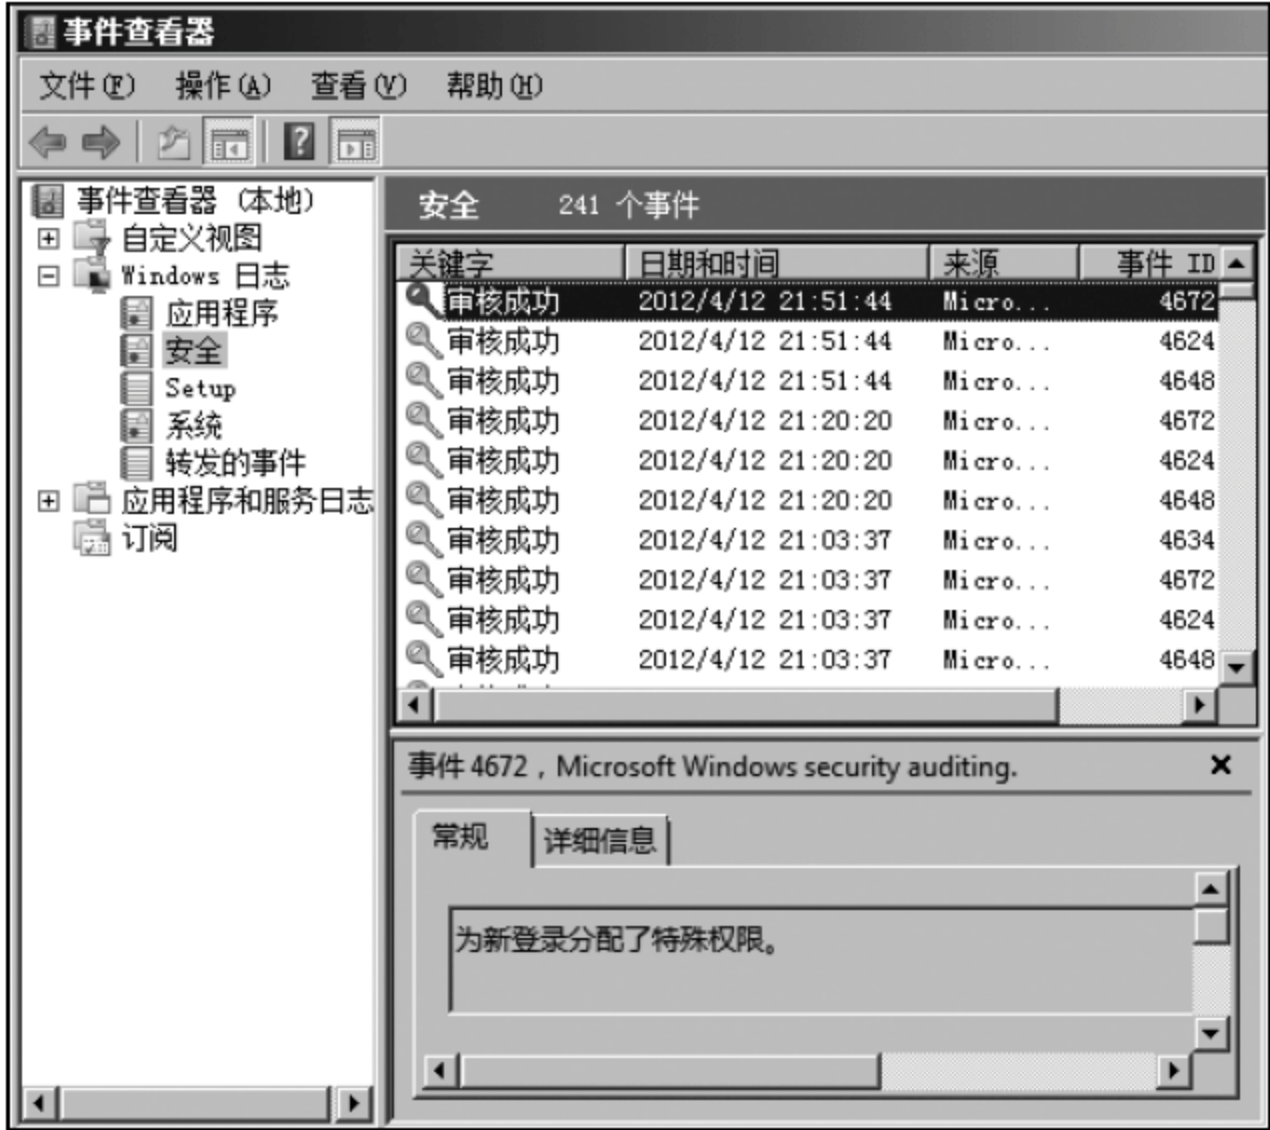 事件查看器
文件(F) 操作(A) 查看(V) 帮助(H)
事件查看器 (本地)
自定义视图
Windows 日志
应用程序
安全
Setup
系统
转发的事件
应用程序和服务日志
订阅
安全 241 个事件
关键字 日期和时间 来源 事件 ID
审核成功 2012/4/12 21:51:44 Micro... 4672
审核成功 2012/4/12 21:51:44 Micro... 4624
审核成功 2012/4/12 21:51:44 Micro... 4648
审核成功 2012/4/12 21:20:20 Micro... 4672
审核成功 2012/4/12 21:20:20 Micro... 4624
审核成功 2012/4/12 21:20:20 Micro... 4648
审核成功 2012/4/12 21:03:37 Micro... 4634
审核成功 2012/4/12 21:03:37 Micro... 4672
审核成功 2012/4/12 21:03:37 Micro... 4624
审核成功 2012/4/12 21:03:37 Micro... 4648
事件 4672，Microsoft Windows security auditing.
常规 详细信息
为新登录分配了特殊权限。